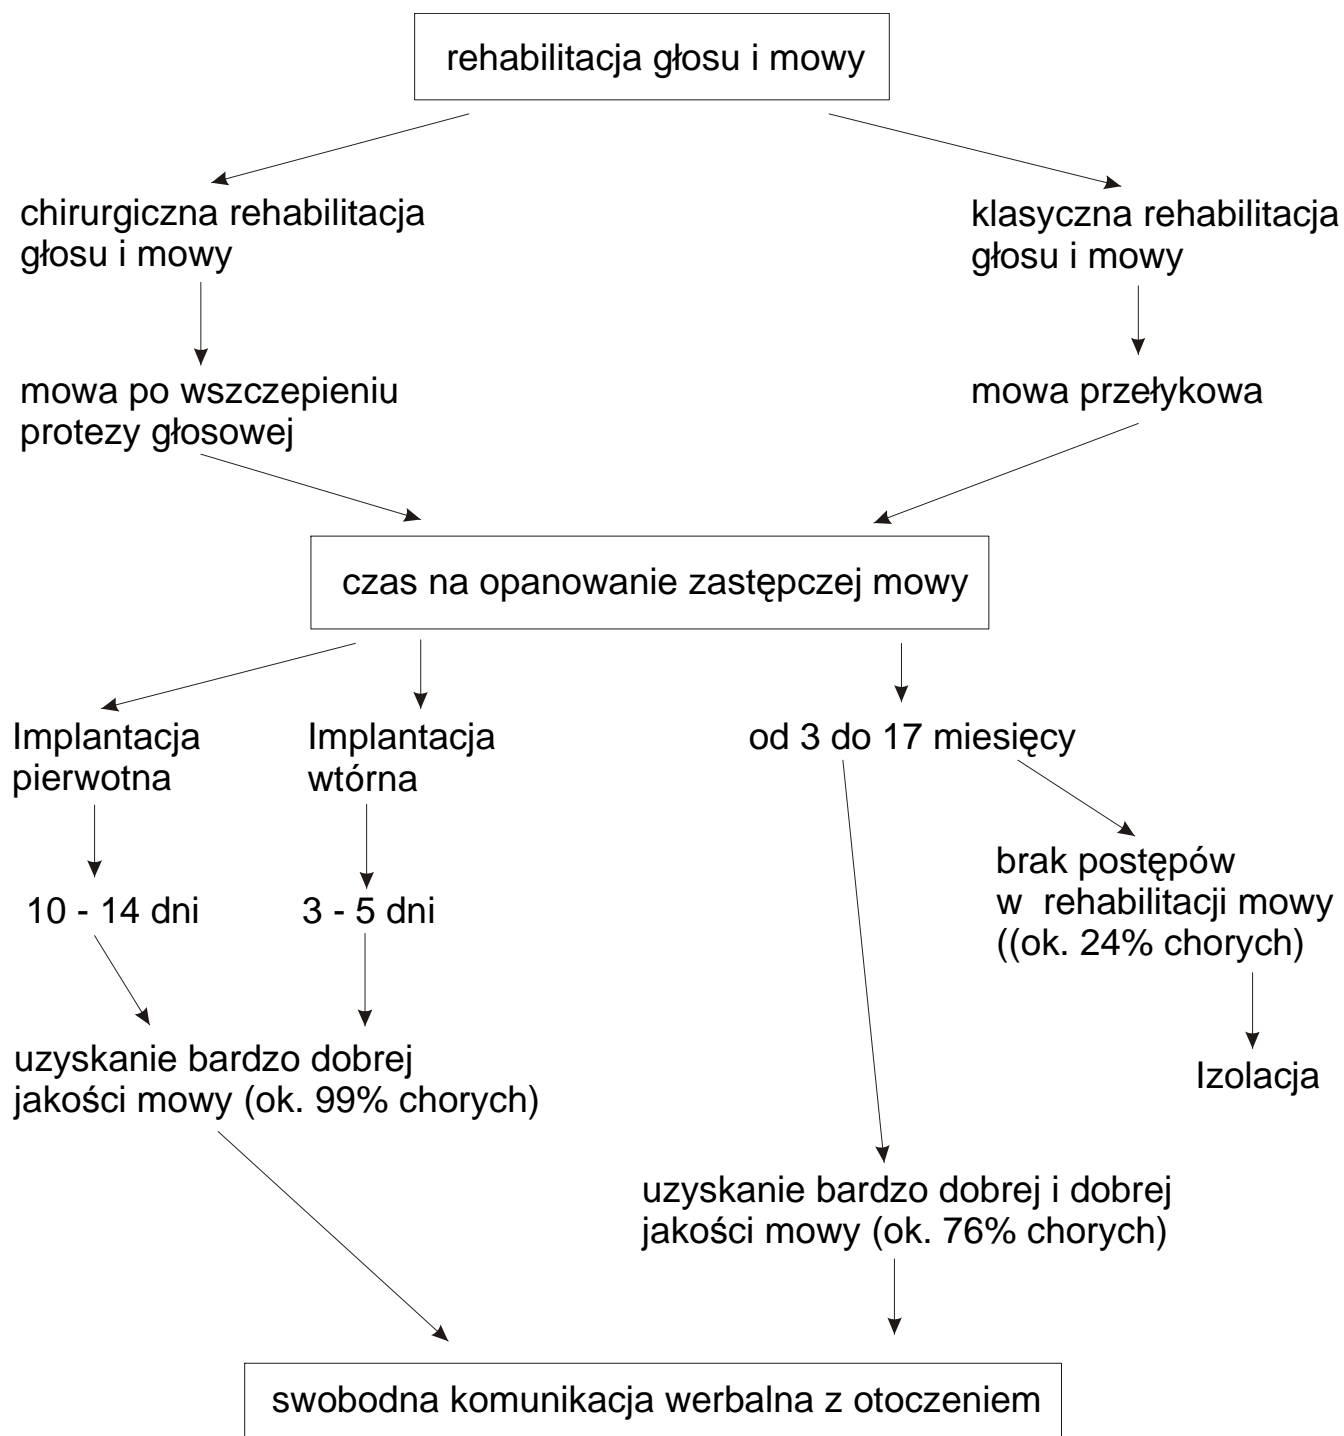 rehabilitacja głosu i mowy
chirurgiczna rehabilitacja
głosu i mowy
klasyczna rehabilitacja
głosu i mowy
mowa po wszczepieniu
protezy głosowej
mowa przełykowa
czas na opanowanie zastępczej mowy
Implantacja
pierwotna
Implantacja
wtórna
od 3 do 17 miesięcy
10 - 14 dni
3 - 5 dni
brak postępów
w rehabilitacji mowy
((ok. 24% chorych)
uzyskanie bardzo dobrej
jakości mowy (ok. 99% chorych)
Izolacja
uzyskanie bardzo dobrej i dobrej
jakości mowy (ok. 76% chorych)
swobodna komunikacja werbalna z otoczeniem